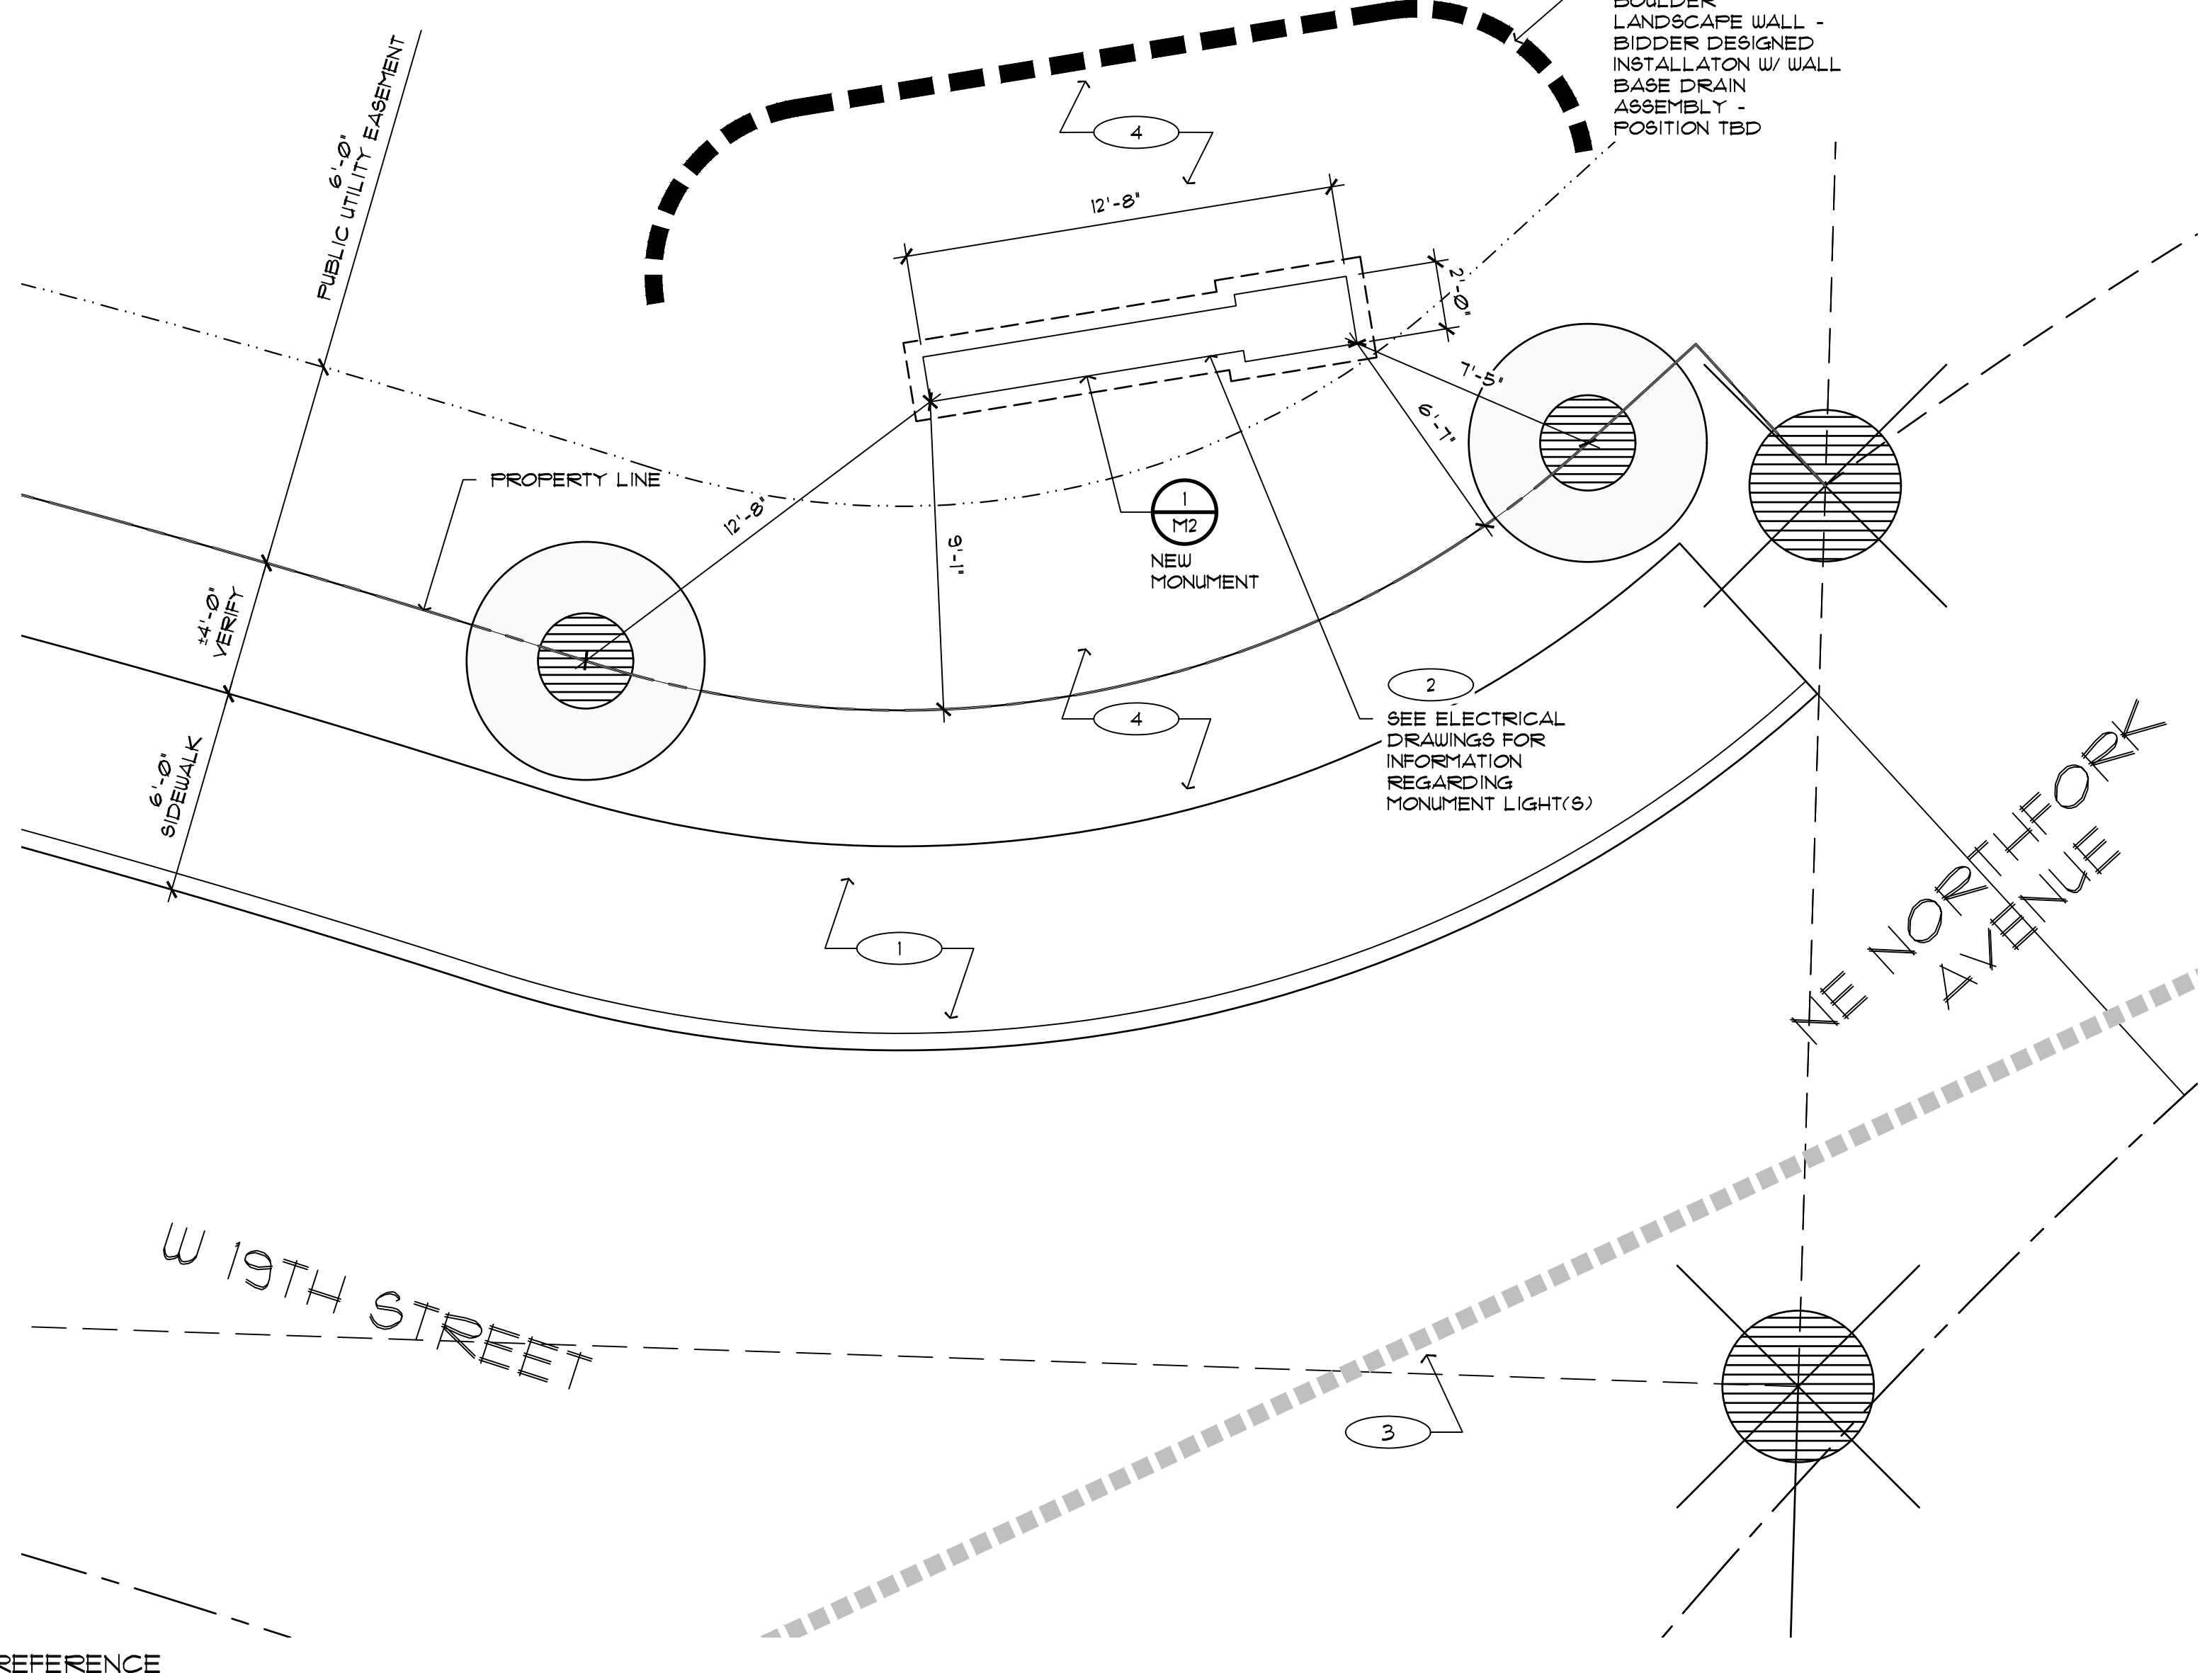 BOULDER
LANDSCAPE WALL -
BIDDER DESIGNED
INSTALLATON W/ WALL
BASE DRAIN
ASSEMBLY -
POSITION TBD
6'-0"
PUBLIC UTILITY EASEMENT
4
12'-8"
2'-0"
7'-5"
6'-7"
PROPERTY LINE
12'-8"
9'-1"
1
M2
NEW
MONUMENT
±4'-0"
VERIFY
2
SEE ELECTRICAL
DRAWINGS FOR
INFORMATION
REGARDING
MONUMENT LIGHT(S)
4
6'-0"
SIDEWALK
1
NE NORTH FORK
AVENUE
W 19TH STREET
3
REFERENCE